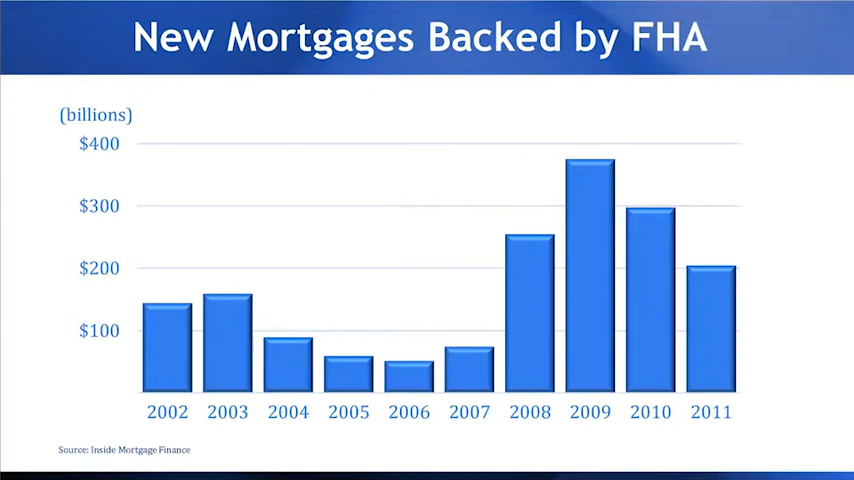 New Mortgages Backed by FHA
(billions)
$400
$300
$200
$100
2002 2003 2004 2005 2006 2007 2008 2009 2010 2011
Source: Inside Mortgage Finance